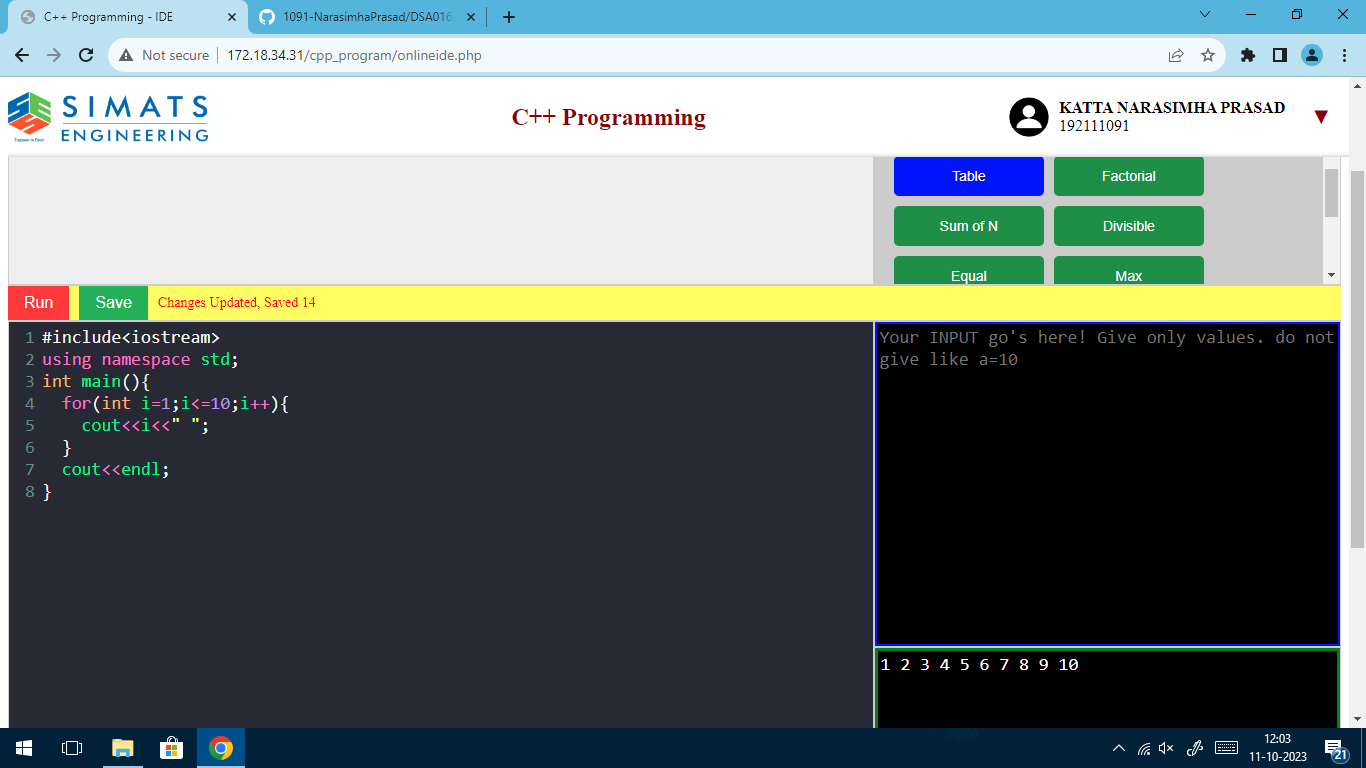 C++ Programming - IDE
1091-NarasimhaPrasad/DSA016
Not secure
172.18.34.31/cpp_program/onlineide.php
SIMATS
ENGINEERING
Engineer to Excel
C++ Programming
KATTA NARASIMHA PRASAD
192111091
Table Factorial
Sum of N Divisible
Equal Max
Run Save Changes Updated, Saved 14
1 #include<iostream>
2 using namespace std;
3 int main(){
4 for(int i=1;i<=10;i++){
5 cout<<i<<" ";
6 }
7 cout<<endl;
8 }
Your INPUT go's here! Give only values. do not
give like a=10
1 2 3 4 5 6 7 8 9 10
12:03
11-10-2023
21